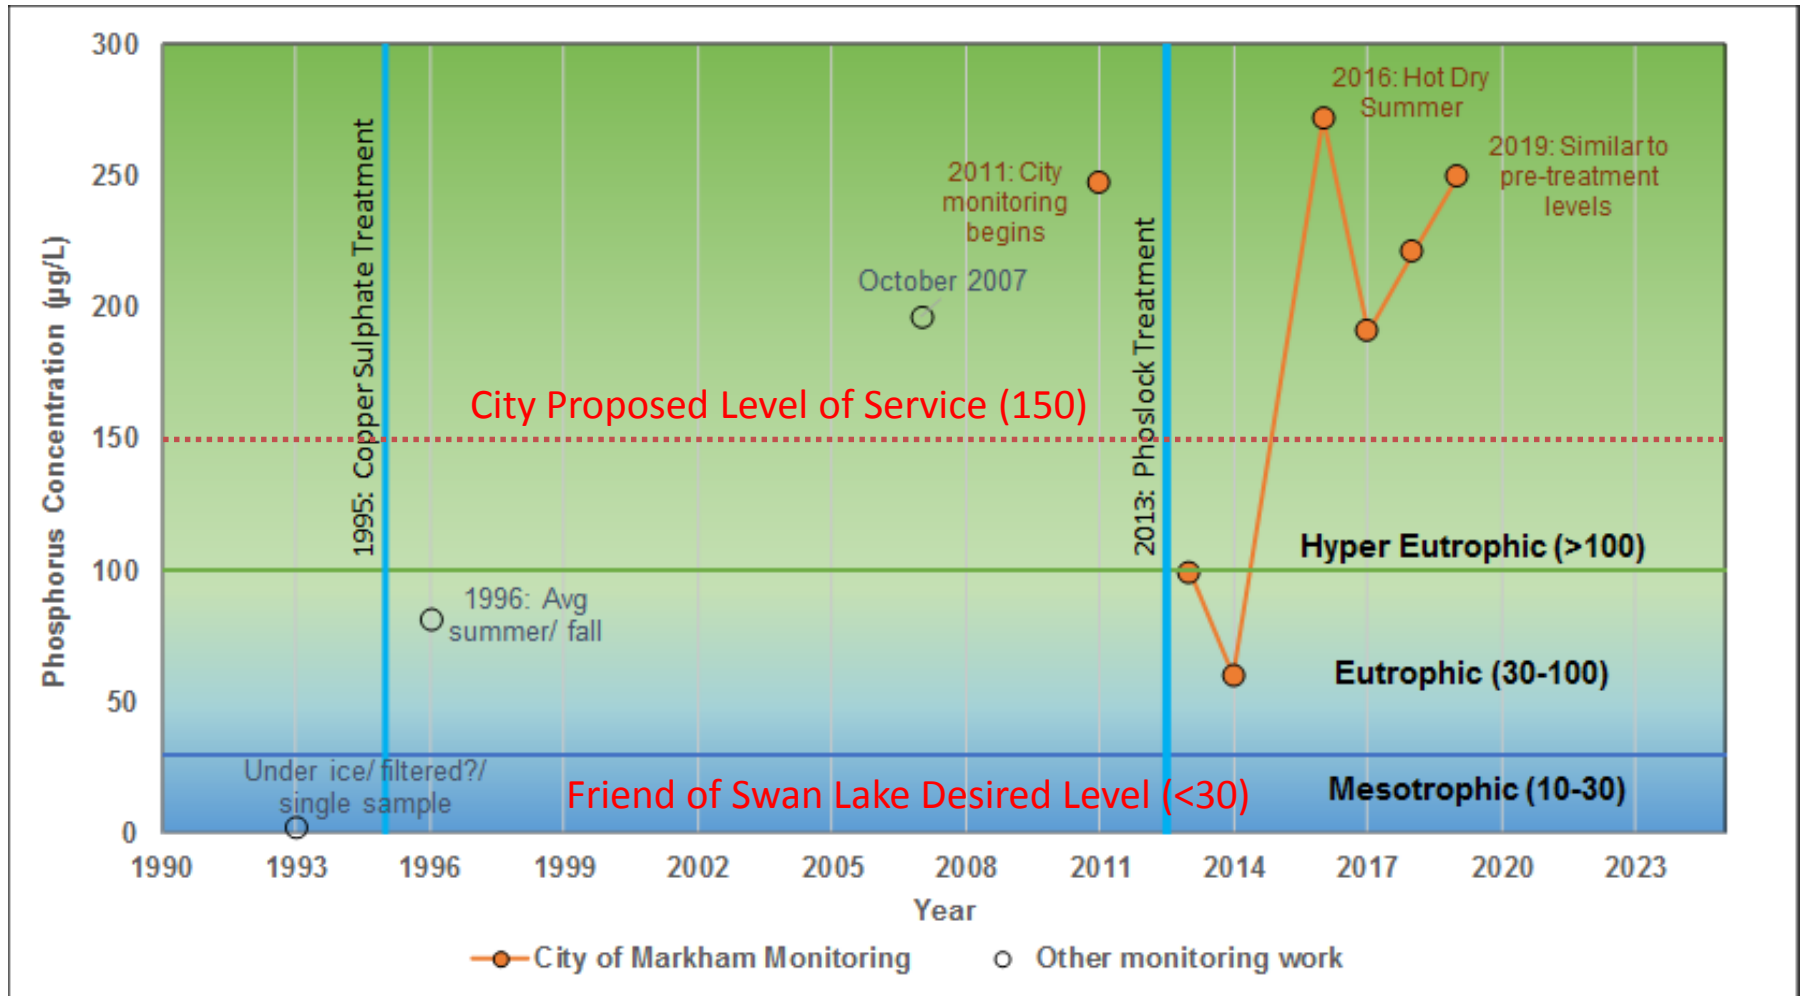 300
250
200
150
100
50
0
Phosphorus Concentration (µg/L)
1995: Copper Sulphate Treatment
2013: Phoslock Treatment
2016: Hot Dry
Summer
2019: Similar to
pre-treatment
levels
2011: City
monitoring
begins
October 2007
City Proposed Level of Service (150)
Hyper Eutrophic (>100)
1996: Avg
summer/ fall
Eutrophic (30-100)
Under ice/ filtered?/
single sample
Friend of Swan Lake Desired Level (<30)
Mesotrophic (10-30)
1990 1993 1996 1999 2002 2005 2008 2011 2014 2017 2020 2023
Year
City of Markham Monitoring
Other monitoring work